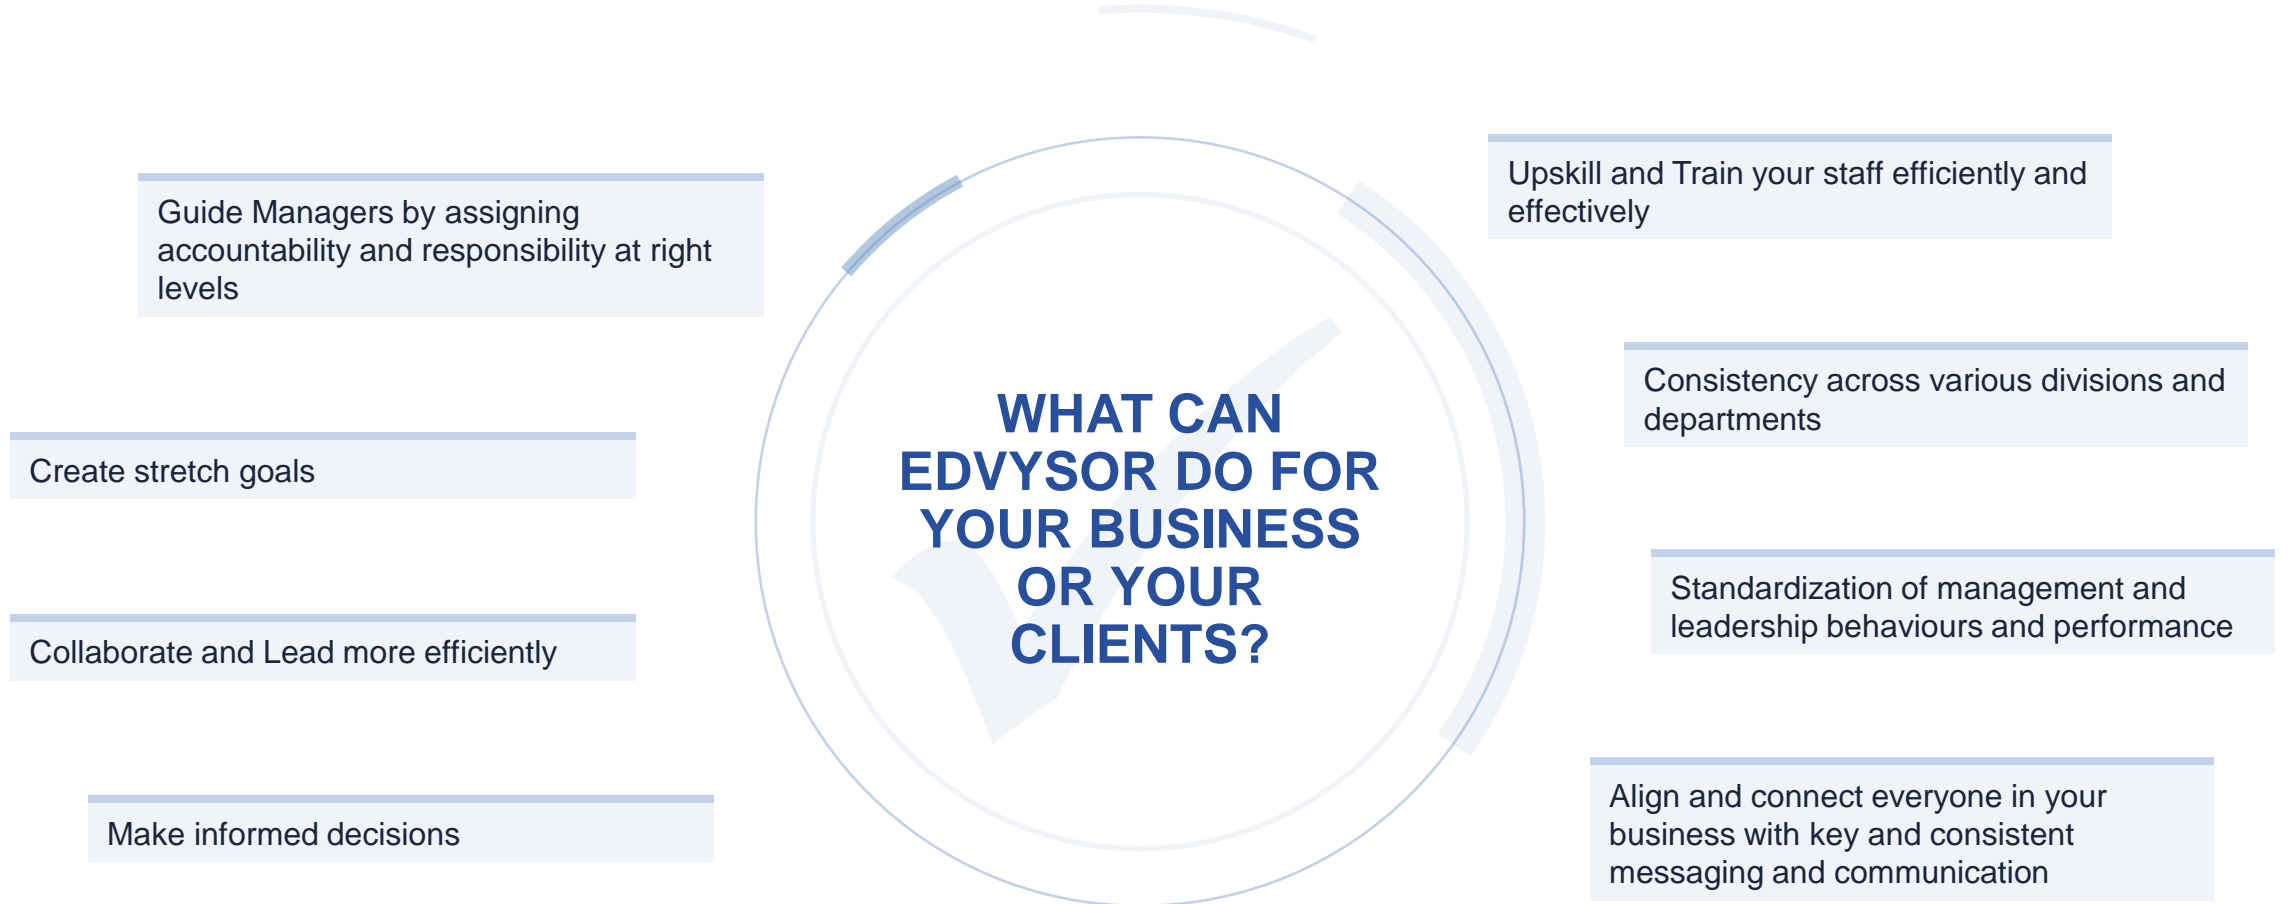 Guide Managers by assigning
accountability and responsibility at right
levels
Create stretch goals
Collaborate and Lead more efficiently
Make informed decisions
WHAT CAN
EDVYSOR DO FOR
YOUR BUSINESS
OR YOUR
CLIENTS?
Upskill and Train your staff efficiently and
effectively
Consistency across various divisions and
departments
Standardization of management and
leadership behaviours and performance
Align and connect everyone in your
business with key and consistent
messaging and communication